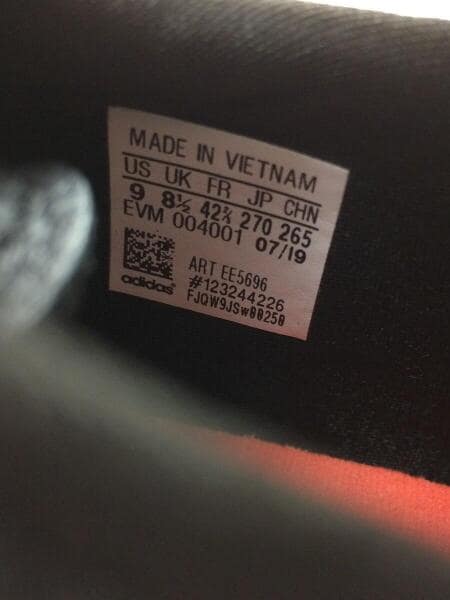 MADE IN VIETNAM
US UK FR JP CHN
9 8½ 42⅔ 270 265
EVM 004001 07/19
ART EE5696
#123244226
FJQW9JSw00250
adidas